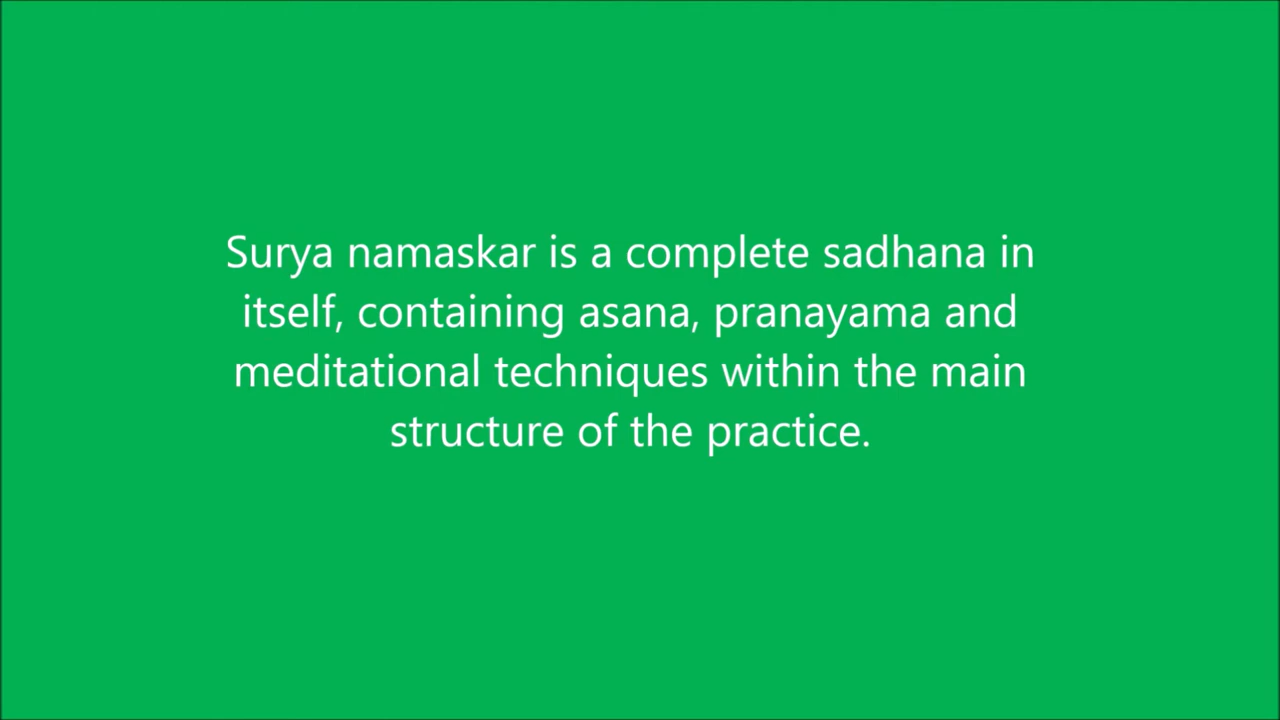 Surya namaskar is a complete sadhana in
itself, containing asana, pranayama and
meditational techniques within the main
structure of the practice.